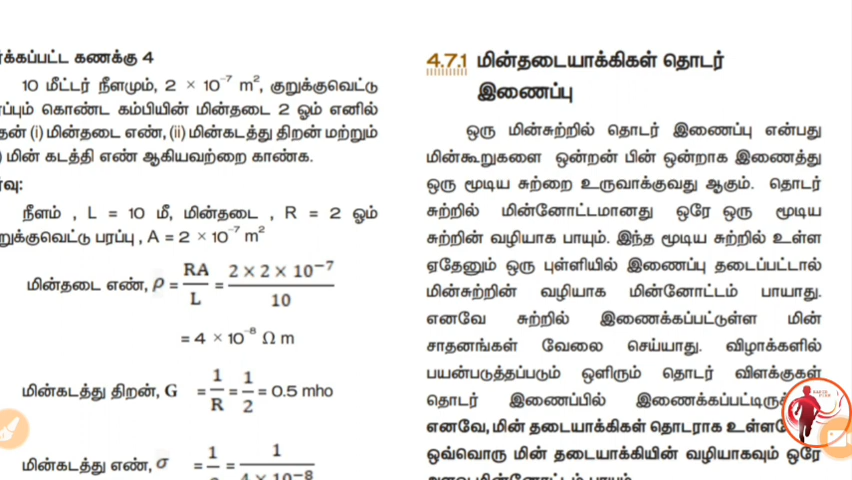 ர்க்கப்பட்ட கணக்கு 4
10 மீட்டர் நீளமும், 2 × 10⁻⁷ m², குறுக்குவெட்டு
ரப்பும் கொண்ட கம்பியின் மின்தடை 2 ஓம் எனில்
தன் (i) மின்தடை எண், (ii) மின்கடத்து திறன் மற்றும்
) மின் கடத்தி எண் ஆகியவற்றை காண்க.
ர்வு:
நீளம் , L = 10 மீ, மின்தடை , R = 2 ஓம்
றுக்குவெட்டு பரப்பு , A = 2 × 10⁻⁷ m²
மின்தடை எண், ρ = RA/L = 2 × 2 × 10⁻⁷/10
= 4 × 10⁻⁸ Ω m
மின்கடத்து திறன், G = 1/R = 1/2 = 0.5 mho
மின்கடத்து எண், σ = 1/ = 1/4 × 10⁻⁸
4.7.1 மின்தடையாக்கிகள் தொடர்
இணைப்பு
ஒரு மின்சுற்றில் தொடர் இணைப்பு என்பது
மின்கூறுகளை ஒன்றன் பின் ஒன்றாக இணைத்து
ஒரு மூடிய சுற்றை உருவாக்குவது ஆகும். தொடர்
சுற்றில் மின்னோட்டமானது ஒரே ஒரு மூடிய
சுற்றின் வழியாக பாயும். இந்த மூடிய சுற்றில் உள்ள
ஏதேனும் ஒரு புள்ளியில் இணைப்பு தடைப்பட்டால்
மின்சுற்றின் வழியாக மின்னோட்டம் பாயாது.
எனவே சுற்றில் இணைக்கப்பட்டுள்ள மின்
சாதனங்கள் வேலை செய்யாது. விழாக்களில்
பயன்படுத்தப்படும் ஒளிரும் தொடர் விளக்குகள்
தொடர் இணைப்பில்
எனவே, மின் தடையாக்கிகள் தொடராக
ஒவ்வொரு மின் தடையாக்கியின் வழியாகவும் ஒரே
அளவு மின்னோட்டம் பாயும்.